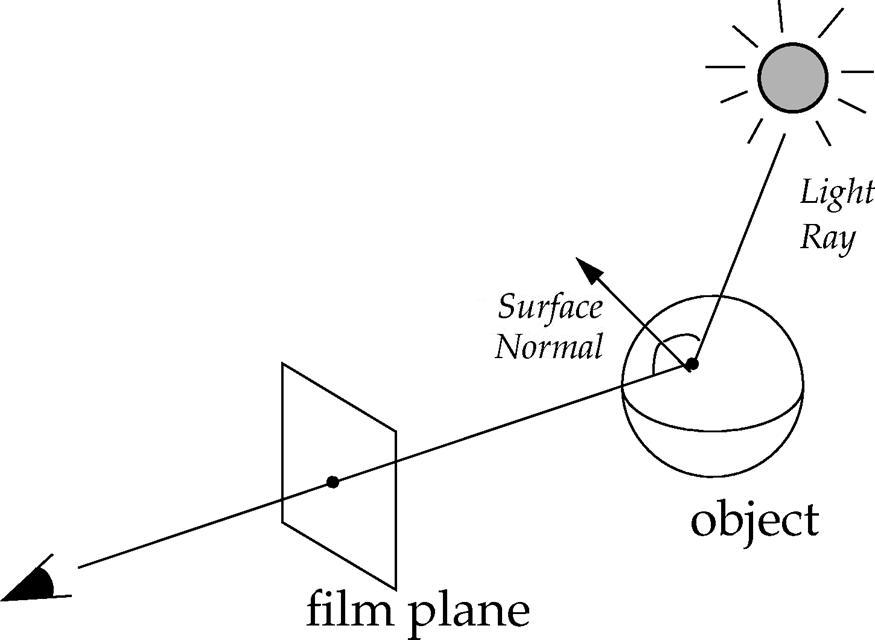 Light
Ray
Surface
Normal
object
film plane